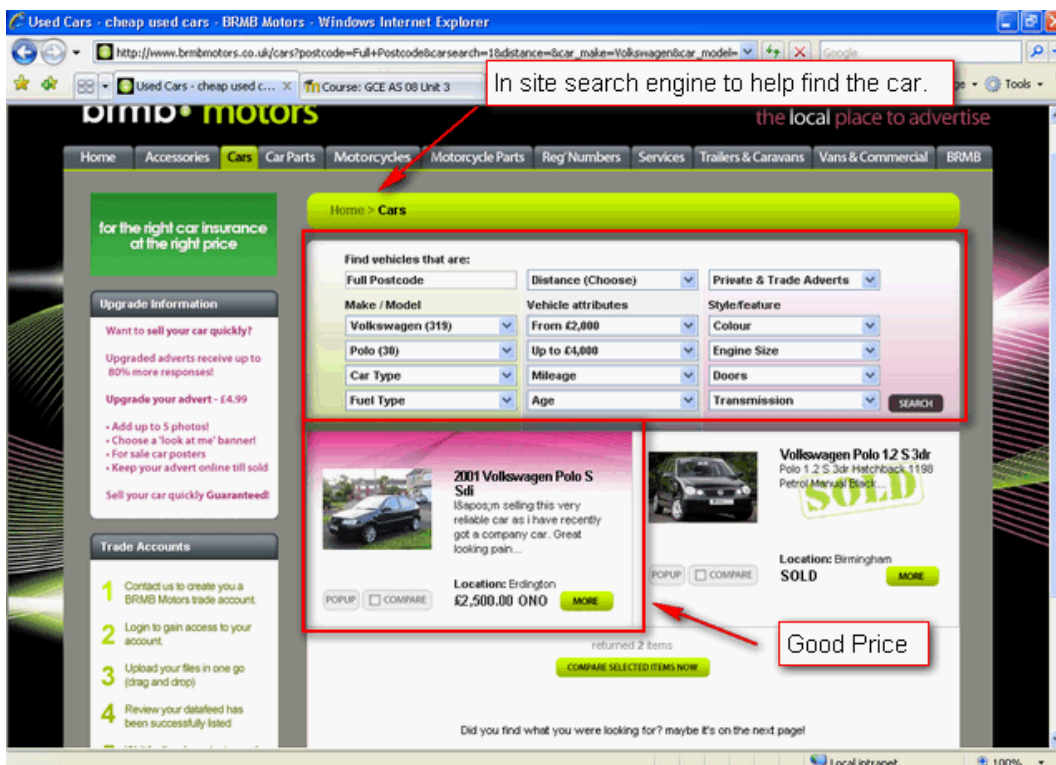 Used Cars - cheap used cars - BRMB Motors - Windows Internet Explorer
http://www.brmbmotors.co.uk/cars?postcode=Full+Postcode&carsearch=1&distance=&car_make=Volkswagen&car_model=
Google
Used Cars - cheap used c...
Course: GCE AS 08 Unit 3
Tools
In site search engine to help find the car.
brmb motors
the local place to advertise
Home Accessories Cars Car Parts Motorcycles Motorcycle Parts Reg'Numbers Services Trailers & Caravans Vans & Commercial BRMB
for the right car insurance
at the right price
Home > Cars
Find vehicles that are:
Full Postcode Distance (Choose) Private & Trade Adverts
Make / Model Vehicle attributes Style/feature
Volkswagen (319) From £2,000 Colour
Polo (30) Up to £4,000 Engine Size
Car Type Mileage Doors
Fuel Type Age Transmission SEARCH
Upgrade Information
Want to sell your car quickly?
Upgraded adverts receive up to
80% more responses!
Upgrade your advert - £4.99
• Add up to 5 photos!
• Choose a 'look at me' banner!
• For sale car posters
• Keep your advert online till sold
Sell your car quickly Guaranteed!
Trade Accounts
1 Contact us to create you a
BRMB Motors trade account.
2 Login to gain access to your
account.
3 Upload your files in one go
(drag and drop)
4 Review your datafeed has
been successfully listed
2001 Volkswagen Polo S
Sdi
I&apos;m selling this very
reliable car as i have recently
got a company car. Great
looking pain...
Location: Erdington
POPUP COMPARE £2,500.00 ONO MORE
Volkswagen Polo 1.2 S 3dr
Polo 1.2 S 3dr Hatchback 1198
Petrol Manual Black...
SOLD
Location: Birmingham
POPUP COMPARE SOLD MORE
Good Price
returned 2 items
COMPARE SELECTED ITEMS NOW
Did you find what you were looking for? maybe it's on the next page!
Local intranet 100%